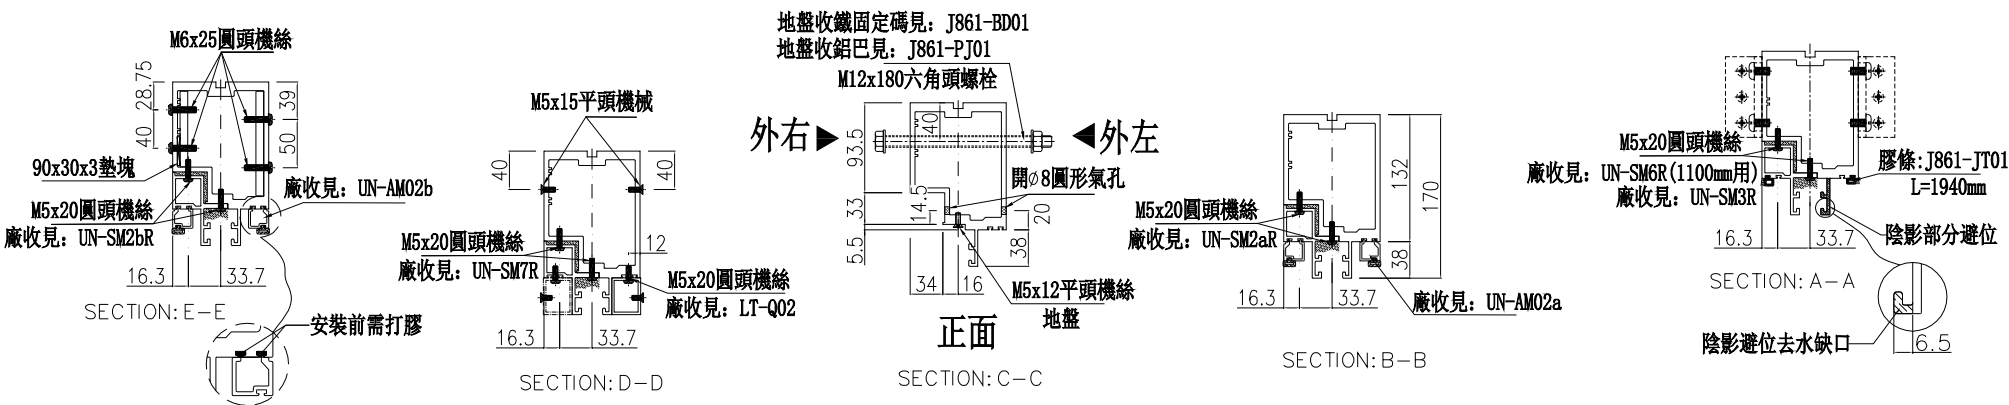 M6x25圓頭機絲
28.75
40
39
50
90x30x3墊塊
M5x20圓頭機絲
廠收見: UN-SM2bR
廠收見: UN-AM02b
16.3
33.7
SECTION: E-E
安裝前需打膠
M5x15平頭機械
40
40
M5x20圓頭機絲
廠收見: UN-SM7R
12
M5x20圓頭機絲
廠收見: LT-Q02
16.3
33.7
SECTION: D-D
地盤收鐵固定碼見: J861-BD01
地盤收鋁巴見: J861-PJ01
M12x180六角頭螺栓
外右
外左
40
93.5
33
14.5
5.5
開φ8圓形氣孔
20
38
34
16
M5x12平頭機絲
地盤
正面
SECTION: C-C
132
170
M5x20圓頭機絲
廠收見: UN-SM2aR
38
16.3
33.7
廠收見: UN-AM02a
SECTION: B-B
M5x20圓頭機絲
廠收見: UN-SM6R(1100mm用)
廠收見: UN-SM3R
膠條: J861-JT01
L=1940mm
陰影部分避位
16.3
33.7
SECTION: A-A
陰影避位去水缺口
6.5